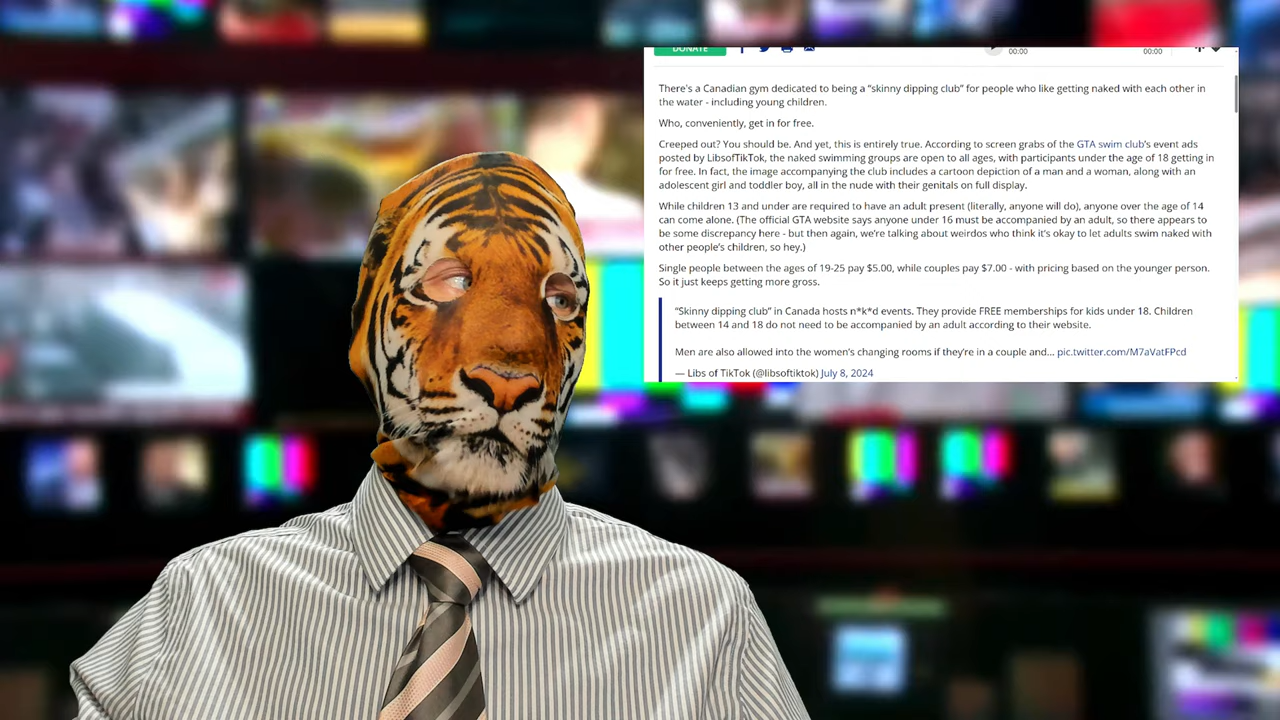 DONATE
00:00
00:00
There's a Canadian gym dedicated to being a “skinny dipping club” for people who like getting naked with each other in
the water - including young children.
Who, conveniently, get in for free.
Creeped out? You should be. And yet, this is entirely true. According to screen grabs of the GTA swim club's event ads
posted by LibsofTikTok, the naked swimming groups are open to all ages, with participants under the age of 18 getting in
for free. In fact, the image accompanying the club includes a cartoon depiction of a man and a woman, along with an
adolescent girl and toddler boy, all in the nude with their genitals on full display.
While children 13 and under are required to have an adult present (literally, anyone will do), anyone over the age of 14
can come alone. (The official GTA website says anyone under 16 must be accompanied by an adult, so there appears to
be some discrepancy here - but then again, we're talking about weirdos who think it's okay to let adults swim naked with
other people's children, so hey.)
Single people between the ages of 19-25 pay $5.00, while couples pay $7.00 - with pricing based on the younger person.
So it just keeps getting more gross.
“Skinny dipping club” in Canada hosts n*k*d events. They provide FREE memberships for kids under 18. Children
between 14 and 18 do not need to be accompanied by an adult according to their website.
Men are also allowed into the women's changing rooms if they're in a couple and... pic.twitter.com/M7aVatFPcd
— Libs of TikTok (@libsoftiktok) July 8, 2024